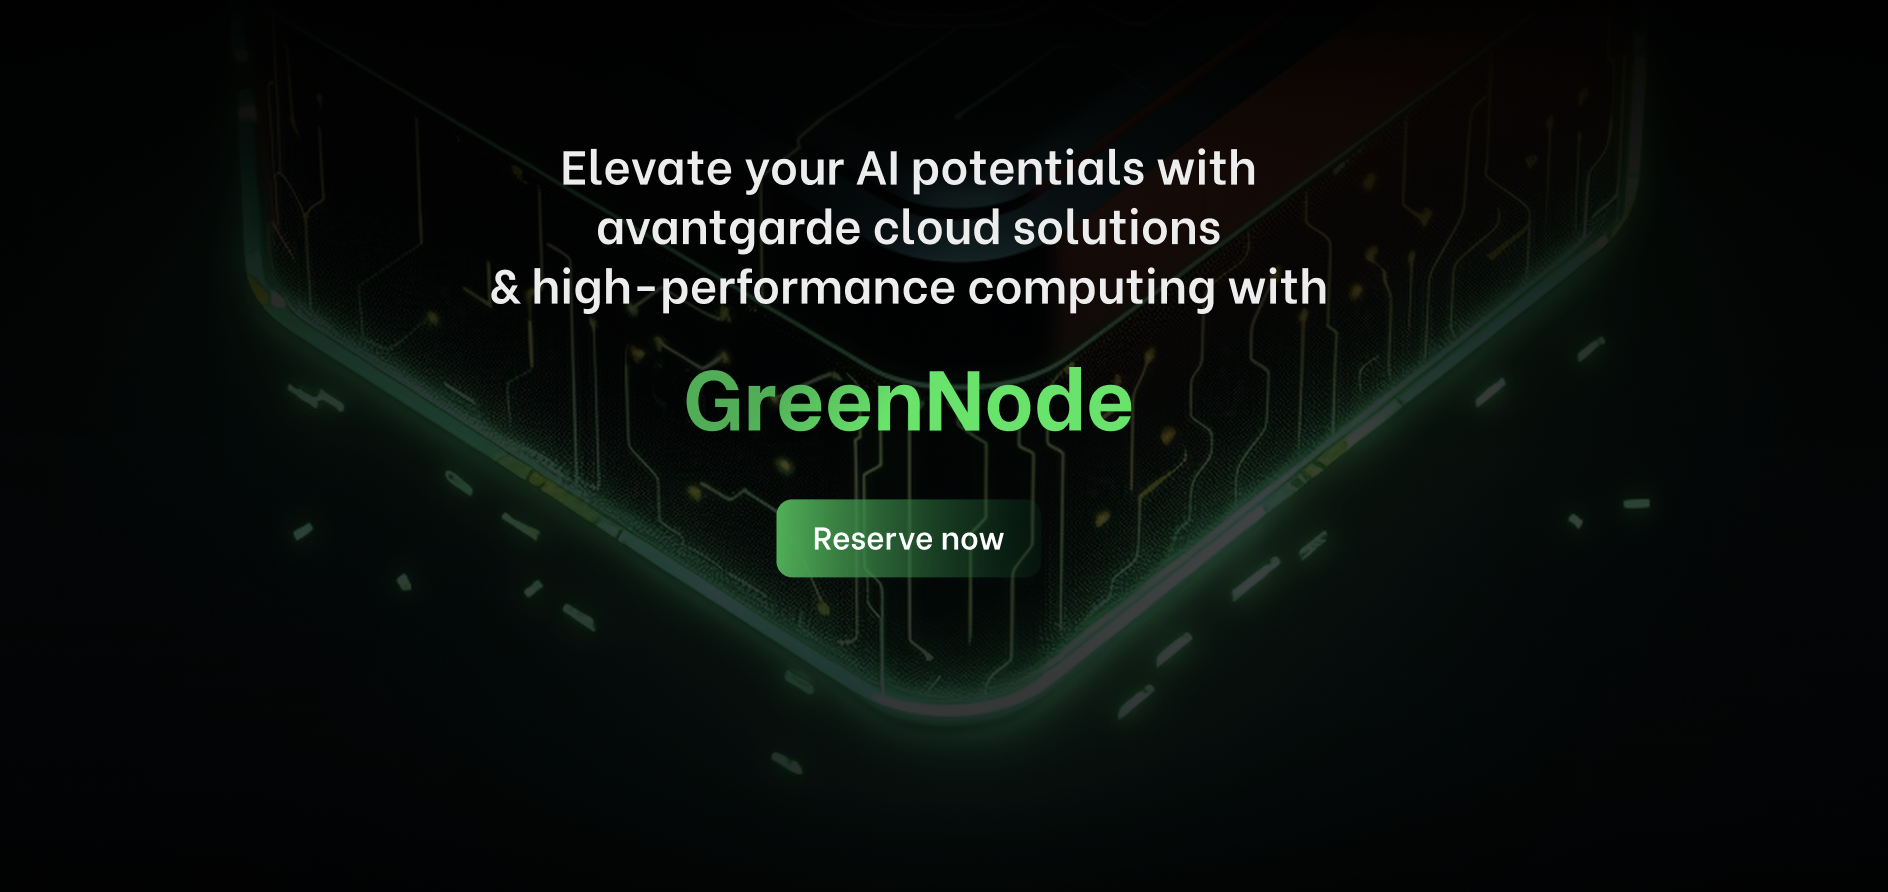 Elevate your AI potentials with
avantgarde cloud solutions
& high-performance computing with
GreenNode
Reserve now